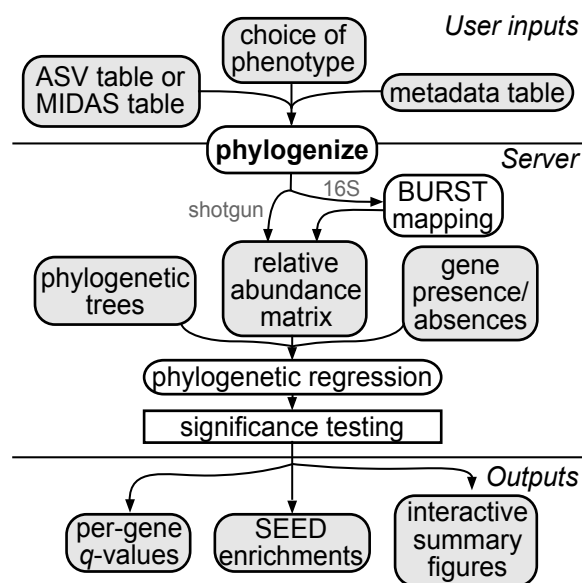 User inputs
choice of
phenotype
ASV table or
MIDAS table
metadata table
phylogenize
Server
16S
shotgun
BURST
mapping
phylogenetic
trees
relative
abundance
matrix
gene
presence/
absences
phylogenetic regression
significance testing
Outputs
per-gene
q-values
SEED
enrichments
interactive
summary
figures